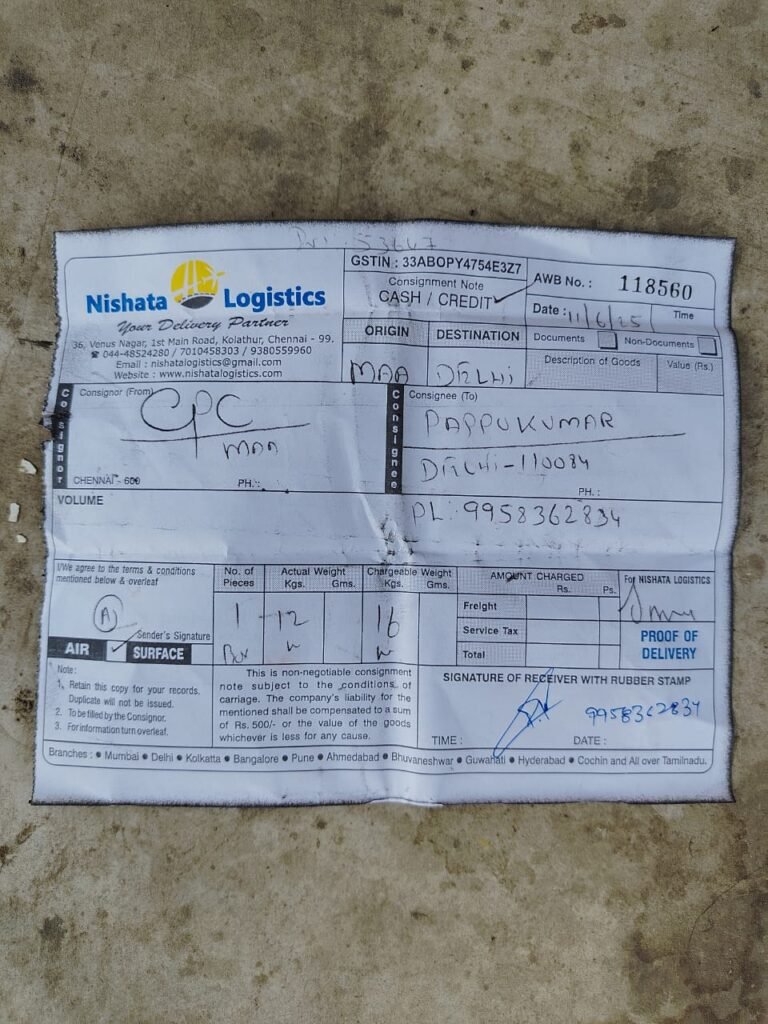 53647
Nishata Logistics
Your Delivery Partner
36, Venus Nagar, 1st Main Road, Kolathur, Chennai - 99.
☎ 044-48524280 / 7010458303 / 9380559960
Email : nishatalogistics@gmail.com
Website : www.nishatalogistics.com
GSTIN : 33ABOPY4754E3Z7
Consignment Note
CASH / CREDIT ✓
AWB No. : 118560
Date : 11/6/25 Time
ORIGIN DESTINATION
MAA DELHI
Documents Non-Documents
Description of Goods Value (Rs.)
Consignor
Consignor (From)
CPC
MAA
CHENNAI - 600 PH. :
Consignee
Consignee (To)
PAPPU KUMAR
DELHI-110084
PH. :
PL: 9958362834
VOLUME
I/We agree to the terms & conditions
mentioned below & overleaf
A
Sender's Signature
AIR ✓ SURFACE
No. of Pieces Actual Weight Kgs. Gms. Chargeable Weight Kgs. Gms.
1 12 16
Box
AMOUNT CHARGED
Rs. Ps.
Freight
Service Tax
Total
For NISHATA LOGISTICS
PROOF OF
DELIVERY
Note:
1. Retain this copy for your records.
Duplicate will not be issued.
2. To be filled by the Consignor.
3. For information turn overleaf.
This is non-negotiable consignment
note subject to the conditions of
carriage. The company's liability for the
mentioned shall be compensated to a sum
of Rs. 500/- or the value of the goods
whichever is less for any cause.
SIGNATURE OF RECEIVER WITH RUBBER STAMP
9958362834
TIME : DATE :
Branches : • Mumbai • Delhi • Kolkatta • Bangalore • Pune • Ahmedabad • Bhuvaneshwar • Guwahati • Hyderabad • Cochin and All over Tamilnadu.